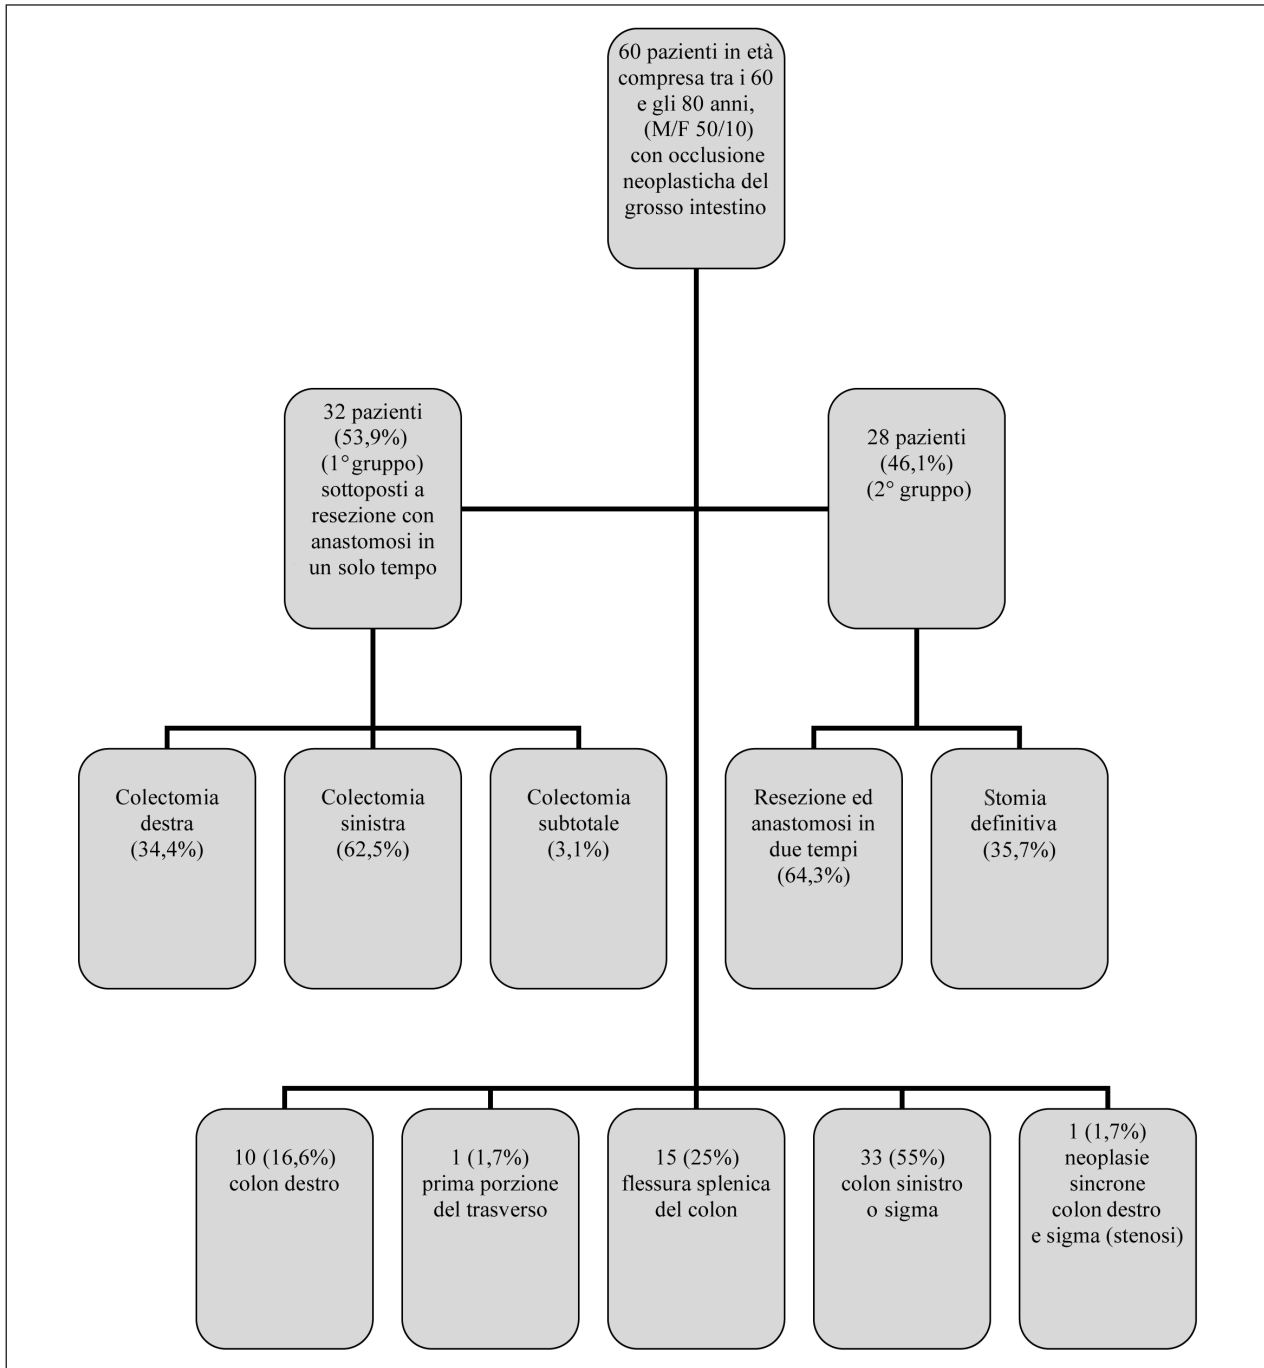 60 pazienti in età
compresa tra i 60
e gli 80 anni,
(M/F 50/10)
con occlusione
neoplastiche del
grosso intestino
32 pazienti
(53,9%)
(1° gruppo)
sottoposti a
resezione con
anastomosi in
un solo tempo
28 pazienti
(46,1%)
(2° gruppo)
Colectomia
destra
(34,4%)
Colectomia
sinistra
(62,5%)
Colectomia
subtotale
(3,1%)
Resezione ed
anastomosi in
due tempi
(64,3%)
Stomia
definitiva
(35,7%)
10 (16,6%)
colon destro
1 (1,7%)
prima porzione
del trasverso
15 (25%)
flessura splenica
del colon
33 (55%)
colon sinistro
o sigma
1 (1,7%)
neoplasie
sincrone
colon destro
e sigma (stenosi)